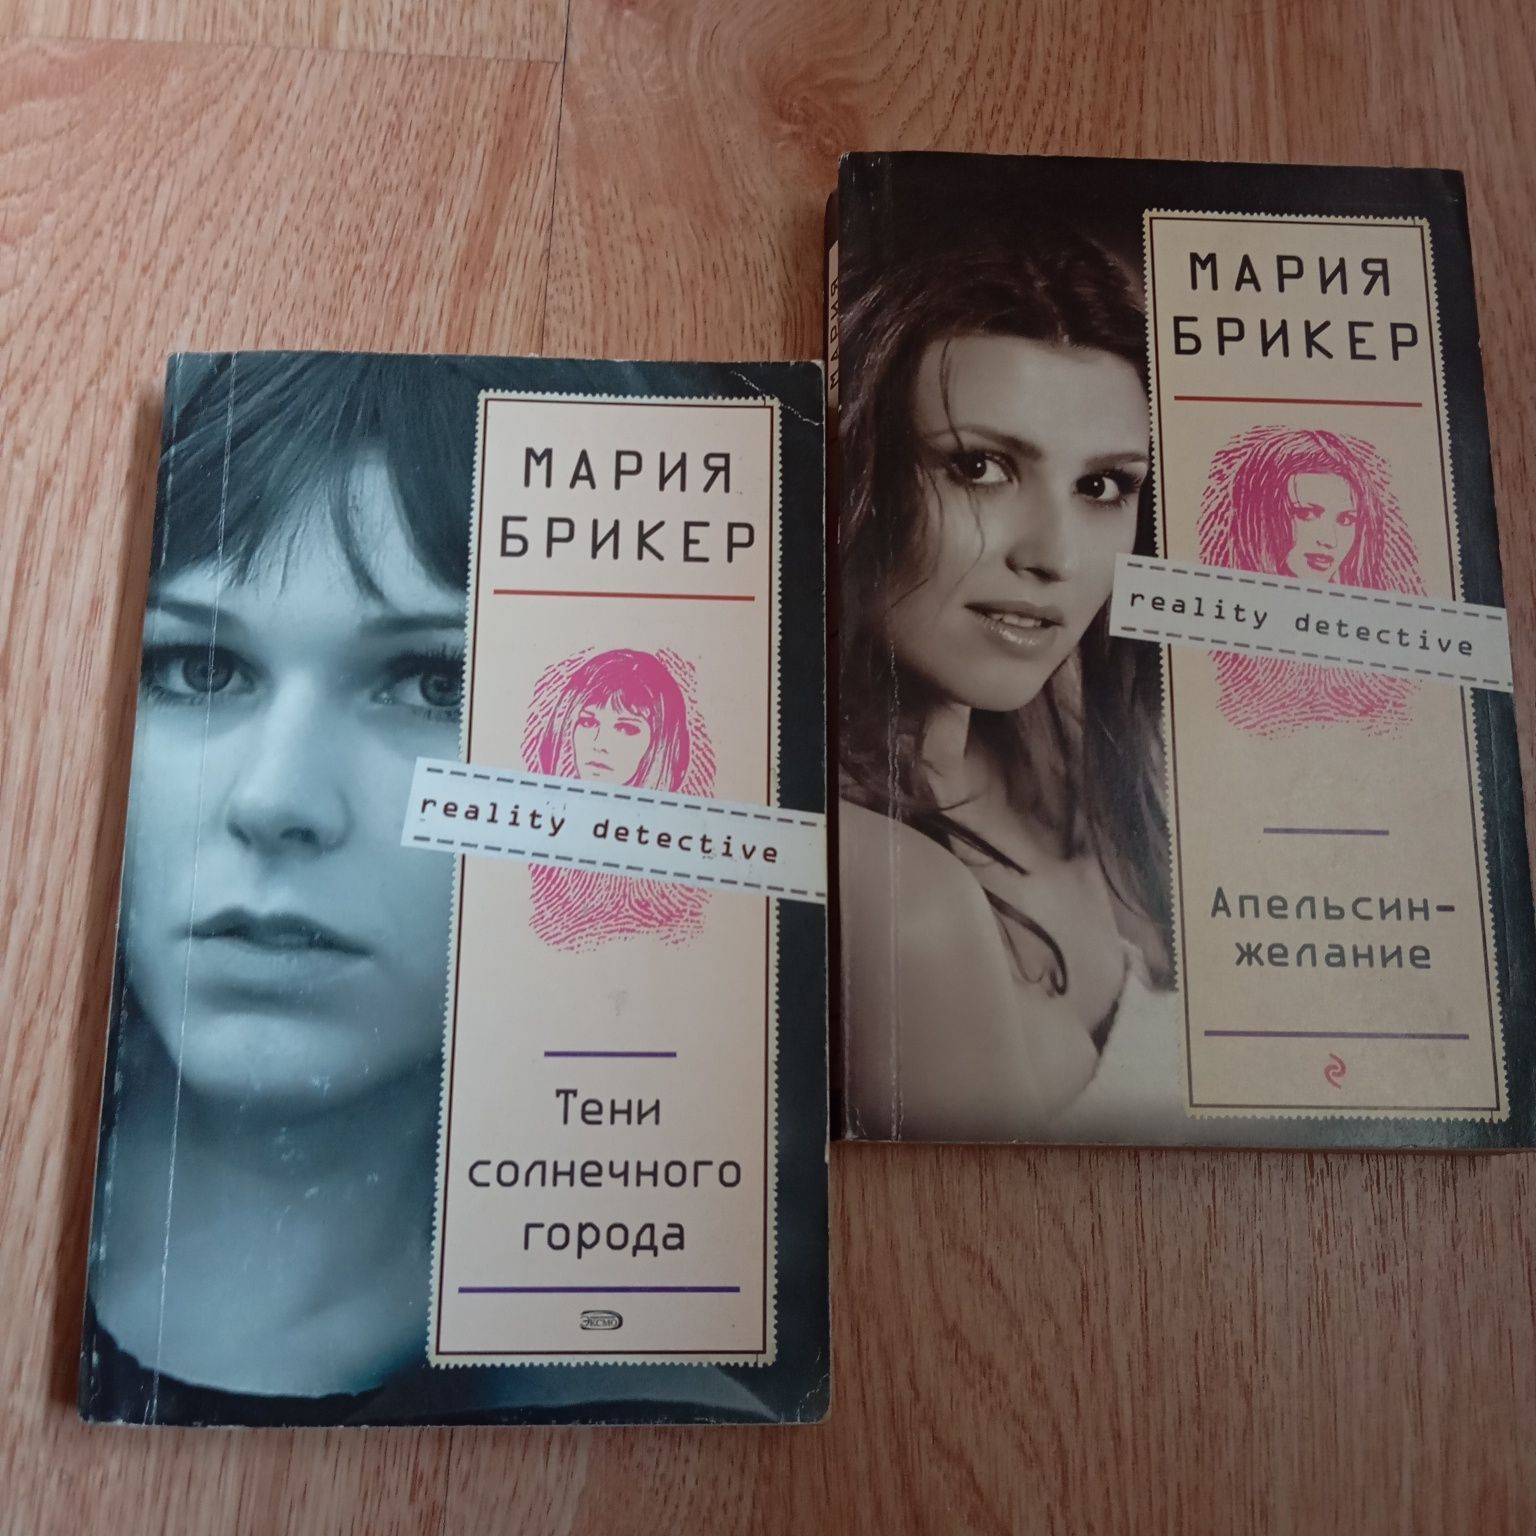 МАРИЯ
БРИКЕР
reality detective
Тени
солнечного
города
ЭКСМО
МАРИЯ
МАРИЯ
БРИКЕР
reality detective
Апельсин-
желание